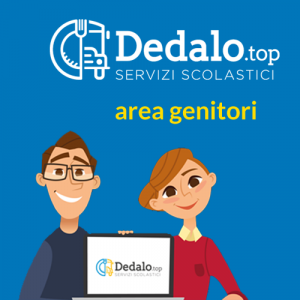 Dedalo.top
SERVIZI SCOLASTICI
area genitori
Dedalo.top
SERVIZI SCOLASTICI